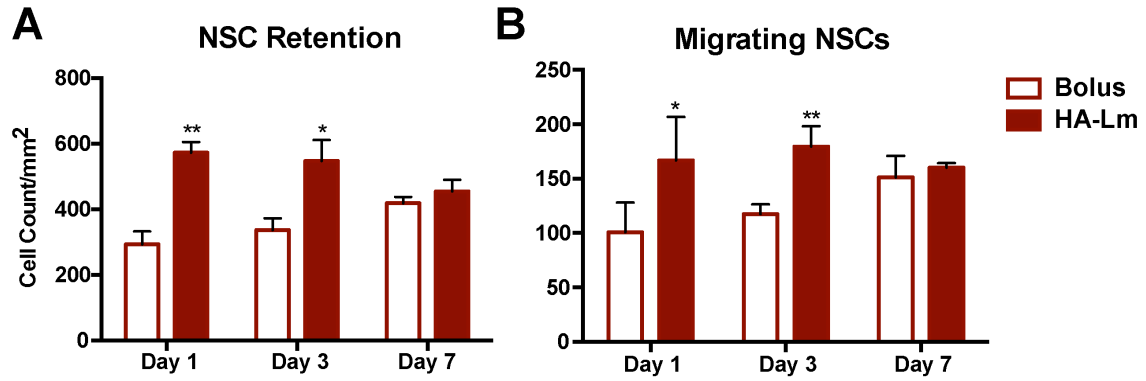 A
NSC Retention
Cell Count/mm²
800
600
400
200
0
**
*
Day 1
Day 3
Day 7
B
Migrating NSCs
250
200
150
100
50
0
*
**
Day 1
Day 3
Day 7
Bolus
HA-Lm